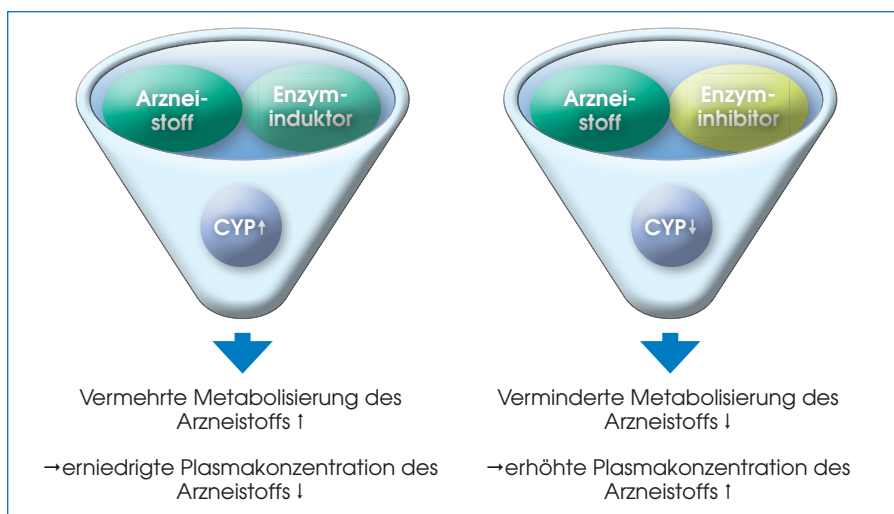 Arznei-
stoff
Enzym-
induktor
CYP↑
Vermehrte Metabolisierung des
Arzneistoffs ↑
→erniedrigte Plasmakonzentration des
Arzneistoffs ↓
Arznei-
stoff
Enzym-
inhibitor
CYP↓
Verminderte Metabolisierung des
Arzneistoffs ↓
→erhöhte Plasmakonzentration des
Arzneistoffs ↑